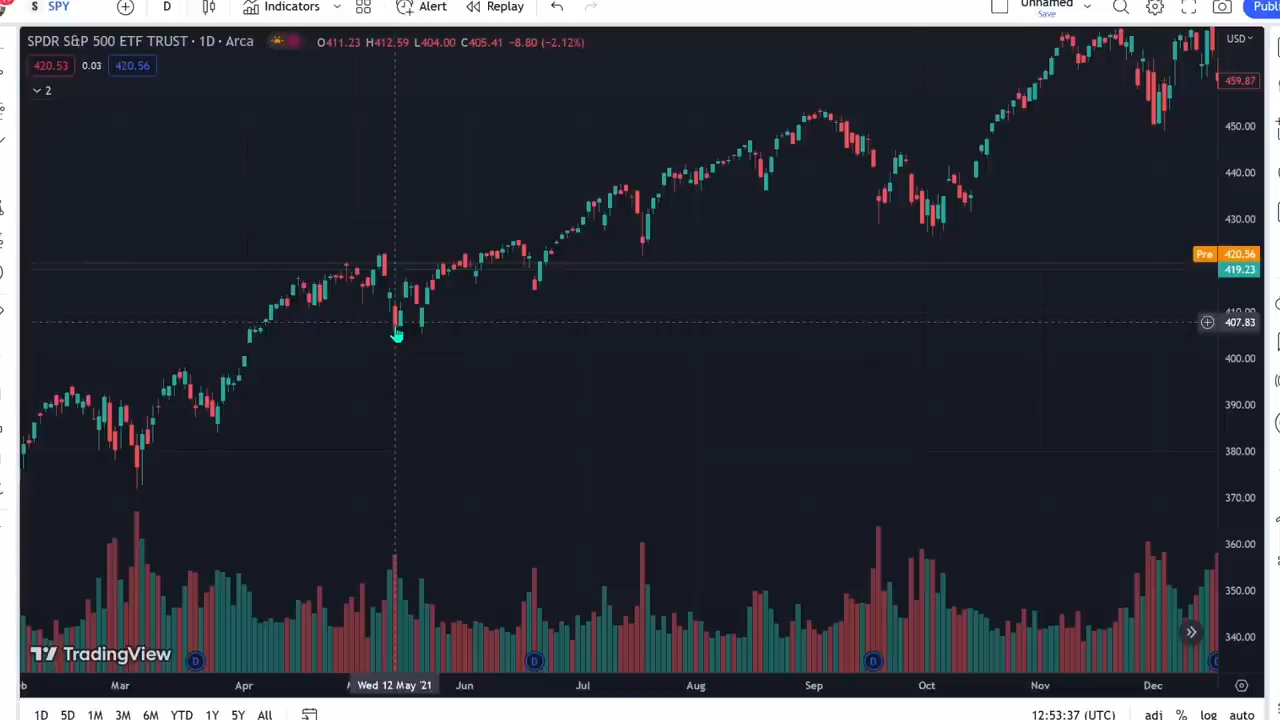 S SPY D Indicators Alert Replay Unnamed Save Publ
SPDR S&P 500 ETF TRUST · 1D · Arca O411.23 H412.59 L404.00 C405.41 −8.80 (−2.12%) USD
420.53 0.03 420.56
459.87
2
450.00
440.00
430.00
Pre 420.56
419.23
410.00
407.83
400.00
390.00
380.00
370.00
360.00
350.00
340.00
TradingView D D D
Mar Apr Wed 12 May '21 Jun Jul Aug Sep Oct Nov Dec
1D 5D 1M 3M 6M YTD 1Y 5Y All 12:53:37 (UTC) adj % log auto